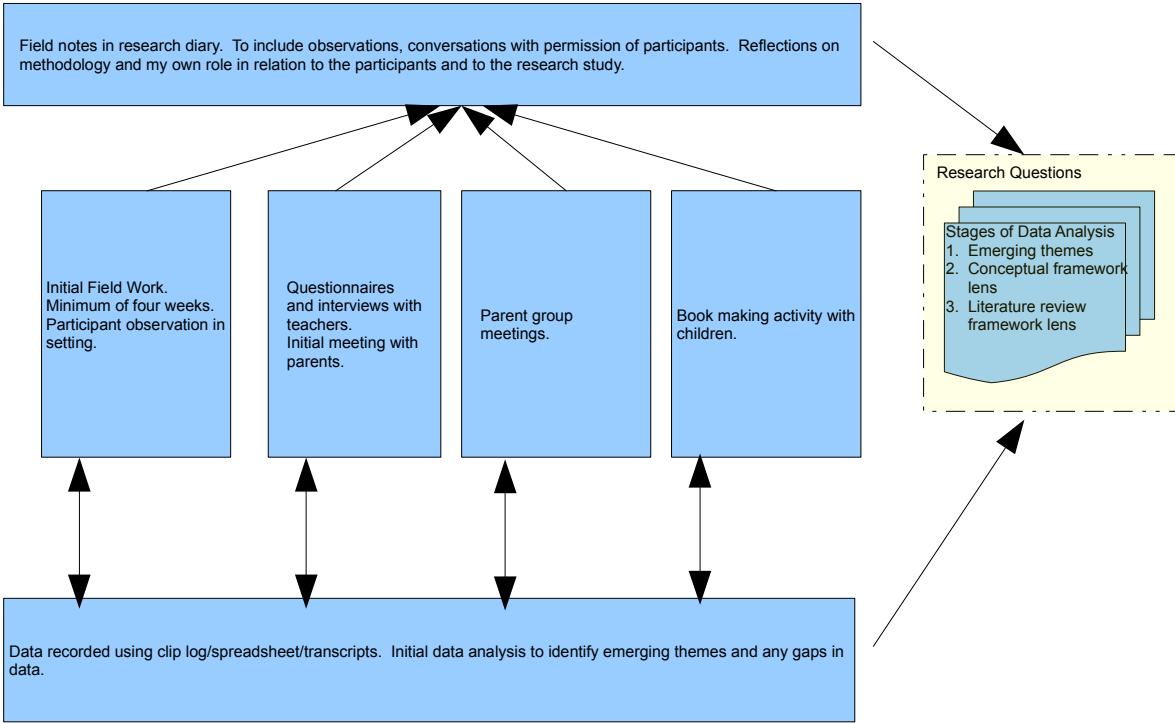 Field notes in research diary. To include observations, conversations with permission of participants. Reflections on
methodology and my own role in relation to the participants and to the research study.
Research Questions
Stages of Data Analysis
1. Emerging themes
2. Conceptual framework
lens
3. Literature review
framework lens
Initial Field Work.
Minimum of four weeks.
Participant observation in
setting.
Questionnaires
and interviews with
teachers.
Initial meeting with
parents.
Parent group
meetings.
Book making activity with
children.
Data recorded using clip log/spreadsheet/transcripts. Initial data analysis to identify emerging themes and any gaps in
data.